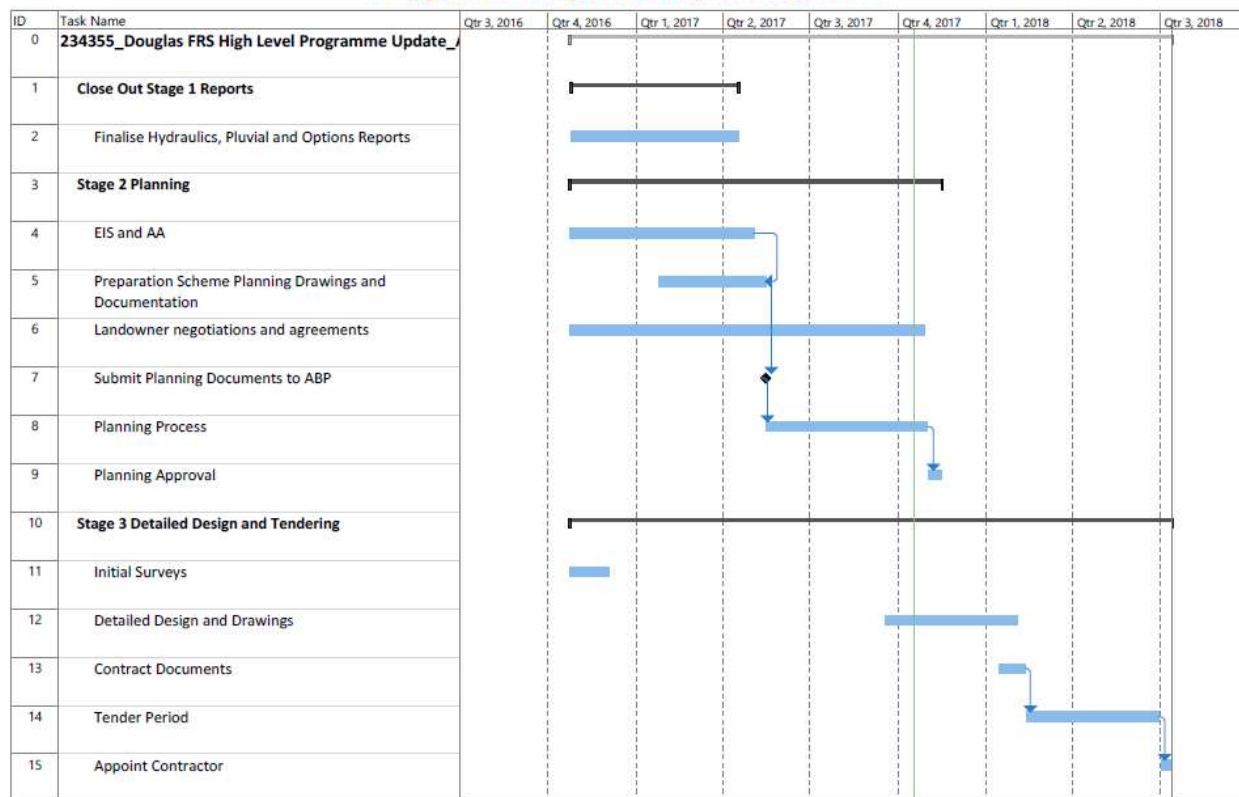 ID Task Name Qtr 3, 2016 Qtr 4, 2016 Qtr 1, 2017 Qtr 2, 2017 Qtr 3, 2017 Qtr 4, 2017 Qtr 1, 2018 Qtr 2, 2018 Qtr 3, 2018
0 234355_Douglas FRS High Level Programme Update_
1 Close Out Stage 1 Reports
2 Finalise Hydraulics, Pluvial and Options Reports
3 Stage 2 Planning
4 EIS and AA
5 Preparation Scheme Planning Drawings and
Documentation
6 Landowner negotiations and agreements
7 Submit Planning Documents to ABP
8 Planning Process
9 Planning Approval
10 Stage 3 Detailed Design and Tendering
11 Initial Surveys
12 Detailed Design and Drawings
13 Contract Documents
14 Tender Period
15 Appoint Contractor